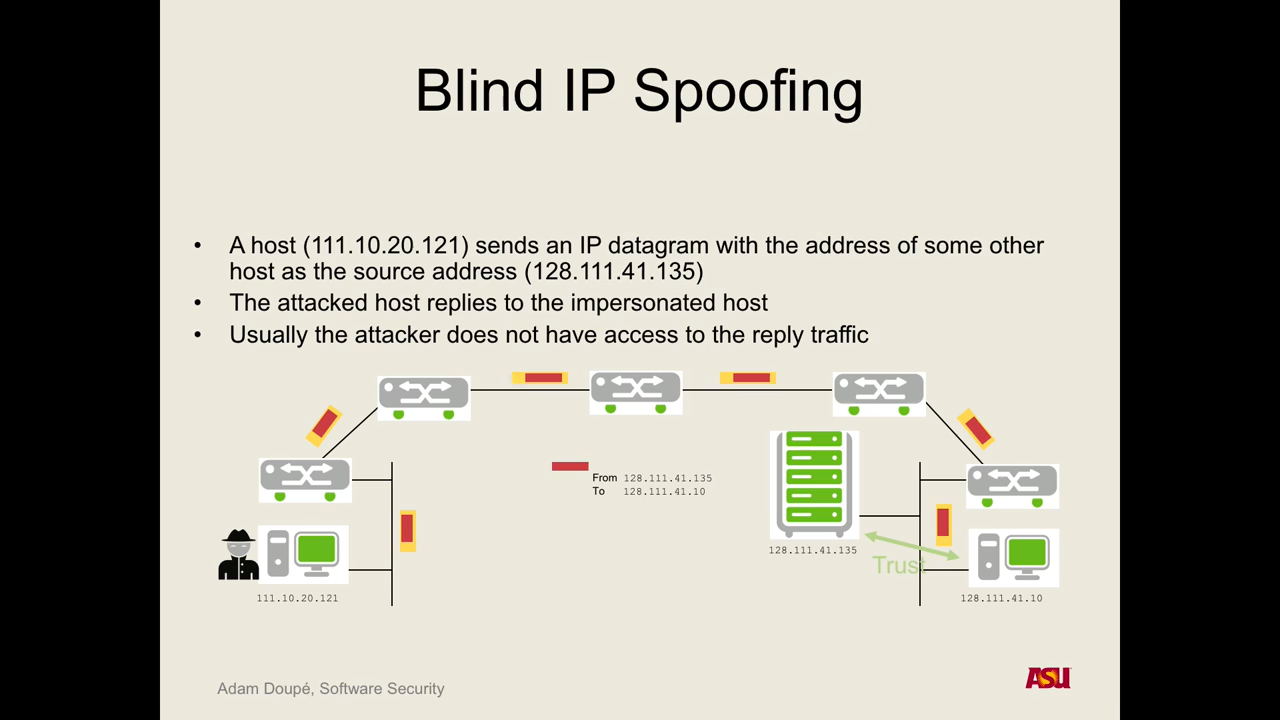 Blind IP Spoofing
• A host (111.10.20.121) sends an IP datagram with the address of some other
host as the source address (128.111.41.135)
• The attacked host replies to the impersonated host
• Usually the attacker does not have access to the reply traffic
From 128.111.41.135
To 128.111.41.10
128.111.41.135
Trust
111.10.20.121
128.111.41.10
Adam Doupé, Software Security
ASU